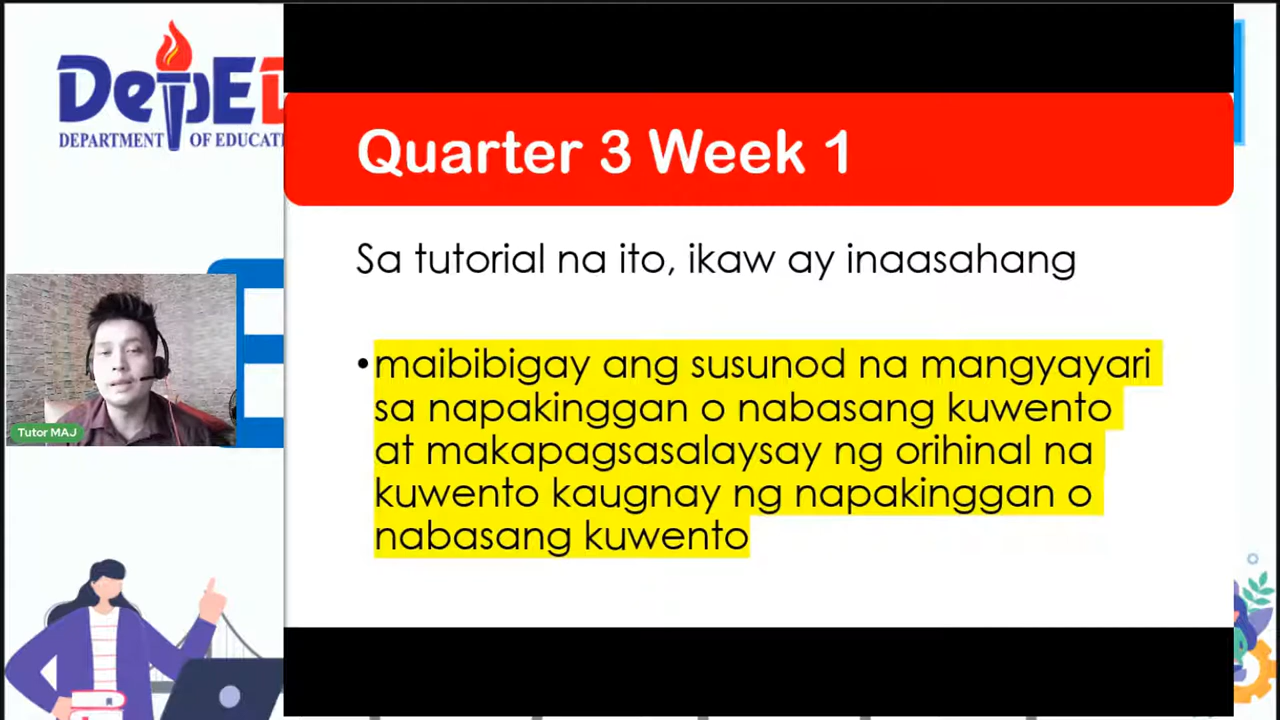 DepED
DEPARTMENT OF EDUCATI
Quarter 3 Week 1
Sa tutorial na ito, ikaw ay inaasahang
•maibibigay ang susunod na mangyayari
sa napakinggan o nabasang kuwento
at makapagsasalaysay ng orihinal na
kuwento kaugnay ng napakinggan o
nabasang kuwento
Tutor MAJ